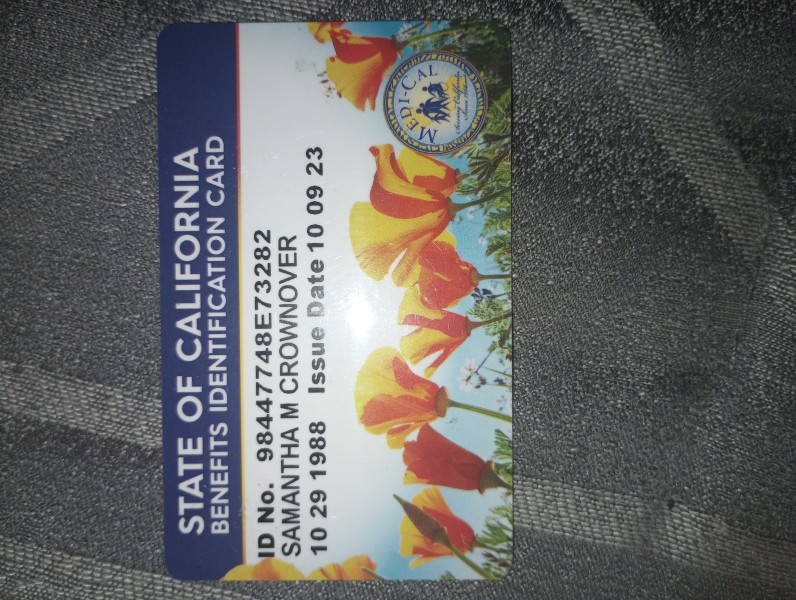 STATE OF CALIFORNIA
BENEFITS IDENTIFICATION CARD
MEDI-CAL
ID No. 98447748E73282
SAMANTHA M CROWNOVER
10 29 1988 Issue Date 10 09 23